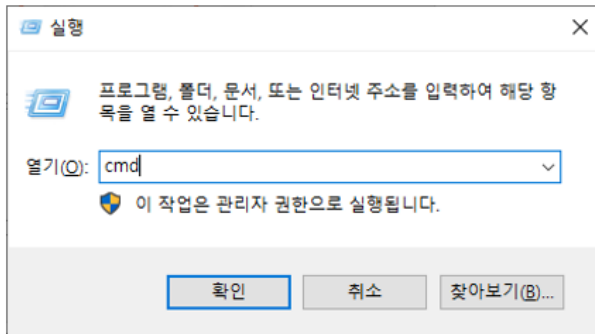 실행
프로그램, 폴더, 문서, 또는 인터넷 주소를 입력하여 해당 항
목을 열 수 있습니다.
열기(O): cmd
이 작업은 관리자 권한으로 실행됩니다.
확인 취소 찾아보기(B)...